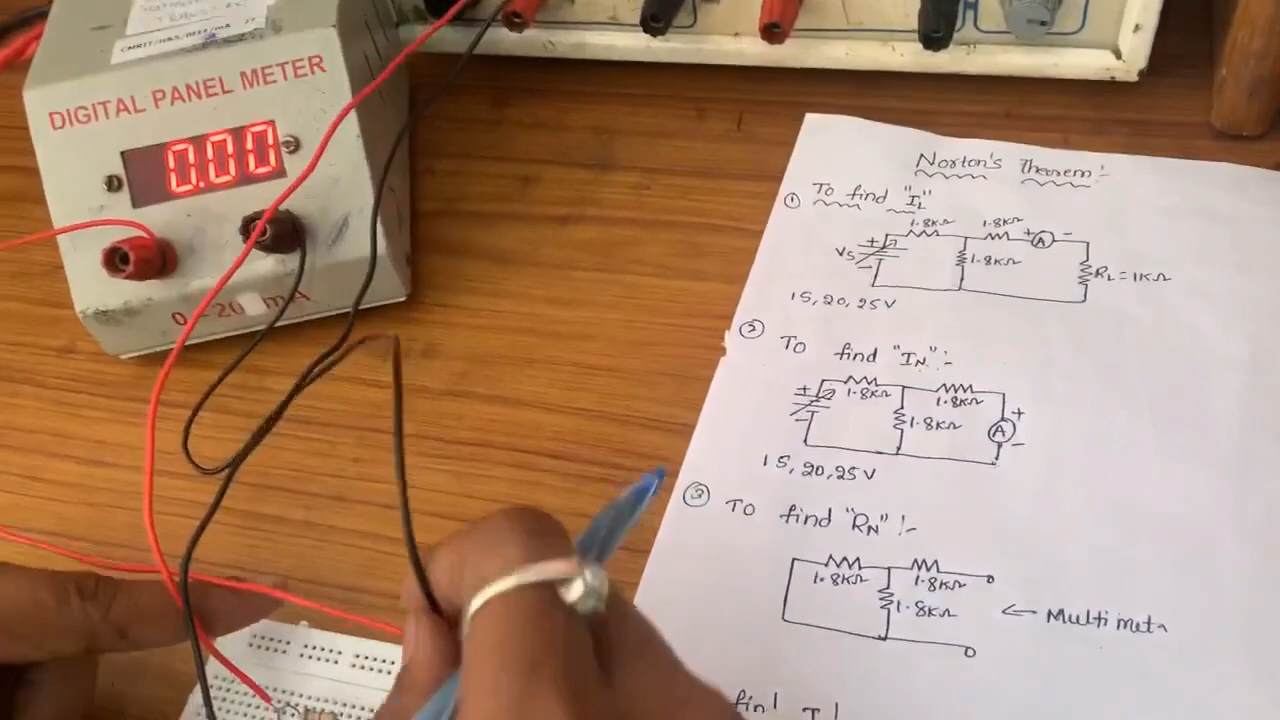 DIGITAL PANEL METER
0.00
0-20 mA
Norton's Theorem:-
① To find "IL"
1.8KΩ 1.8KΩ
+ A -
VS + -
1.8KΩ
RL = 1KΩ
15, 20, 25V
② To find "IN":-
+ 1.8KΩ 1.8KΩ
1.8KΩ A + -
-
15, 20, 25V
③ To find "RN" :-
1.8KΩ 1.8KΩ
1.8KΩ ← Multimeter